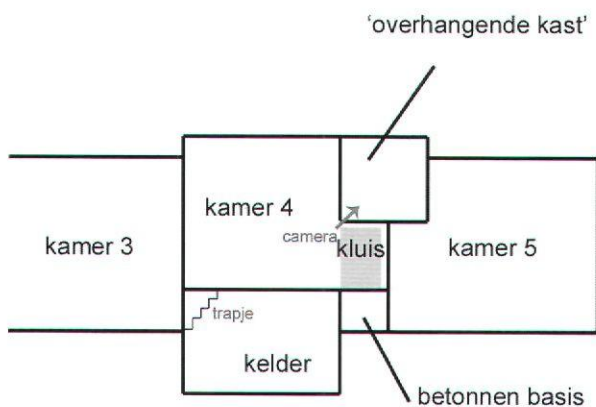 ‘overhangende kast’
kamer 4
camera
kluis
kamer 3
kamer 5
trapje
kelder
betonnen basis